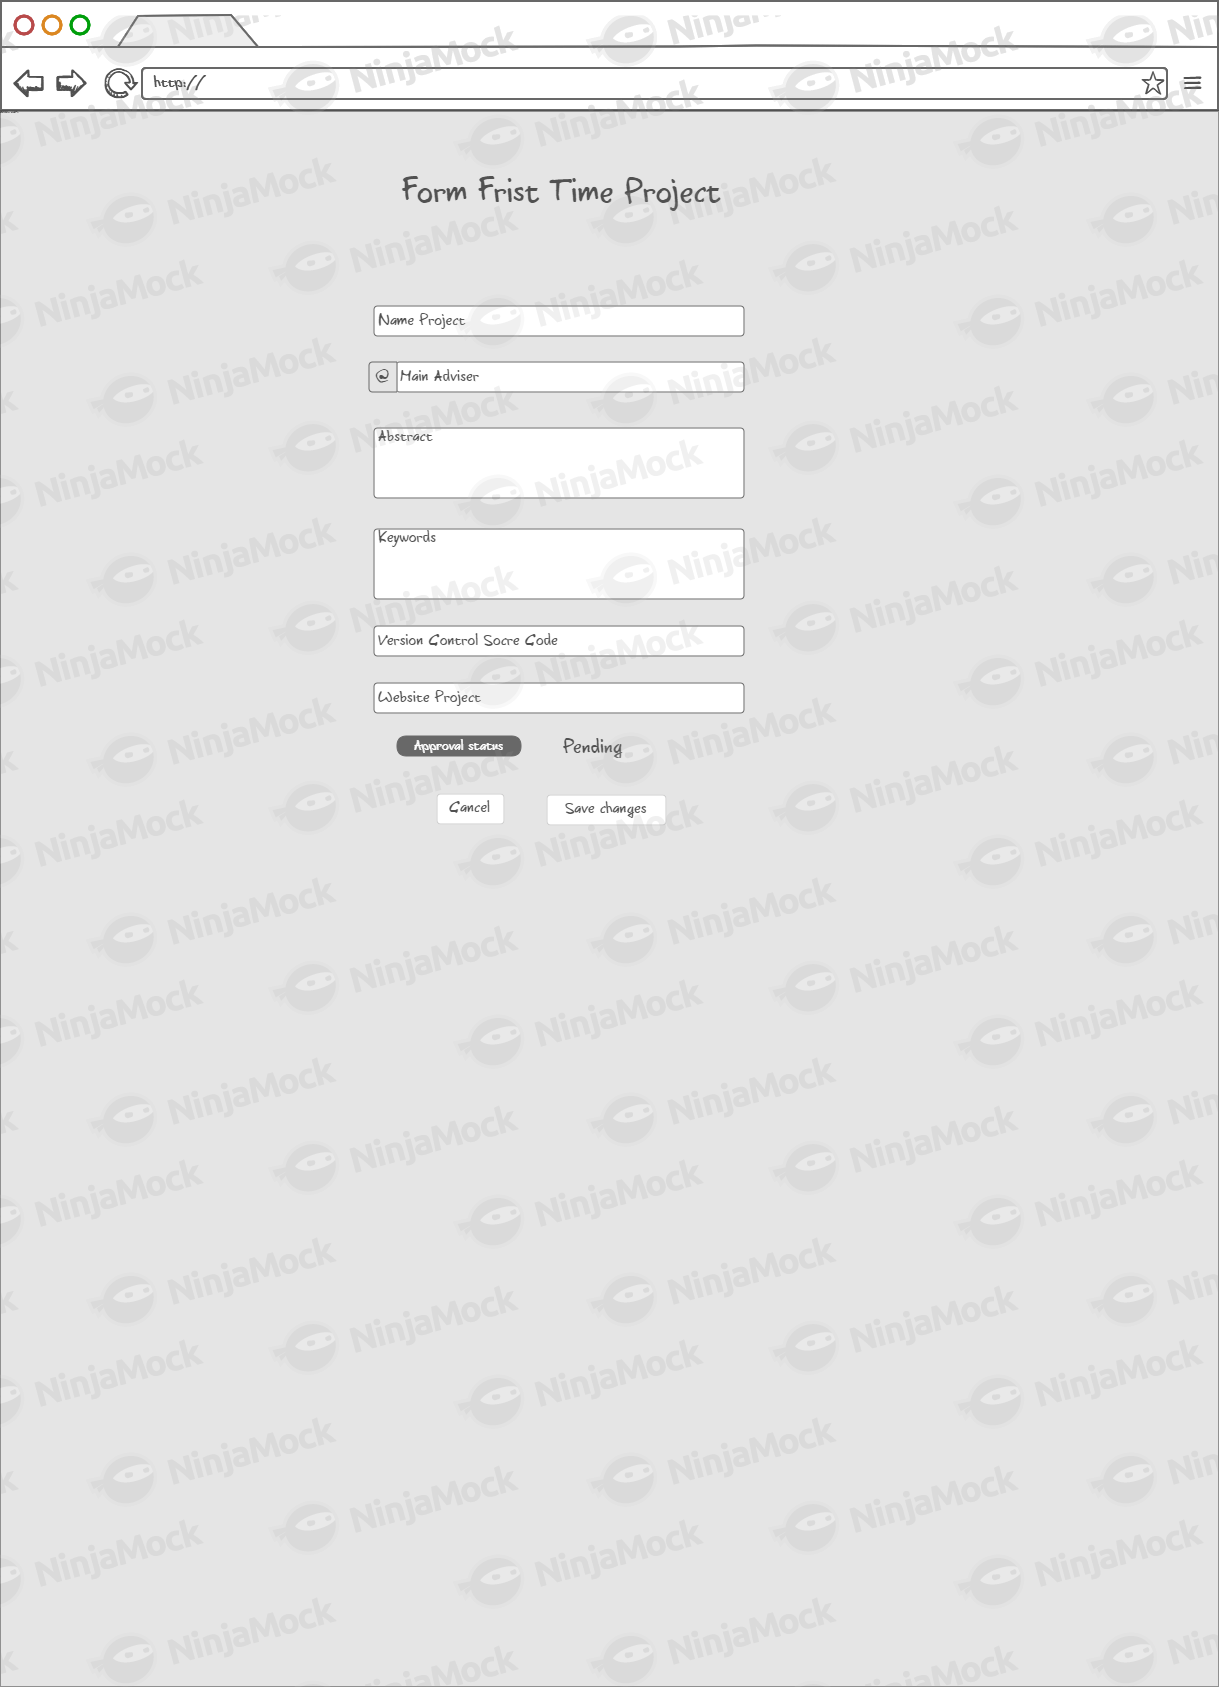 http://
Form Frist Time Project
Name Project
@ Main Adviser
Abstract
Keywords
Version Control Socre Code
Website Project
Approval status Pending
Cancel Save changes
NinjaMock